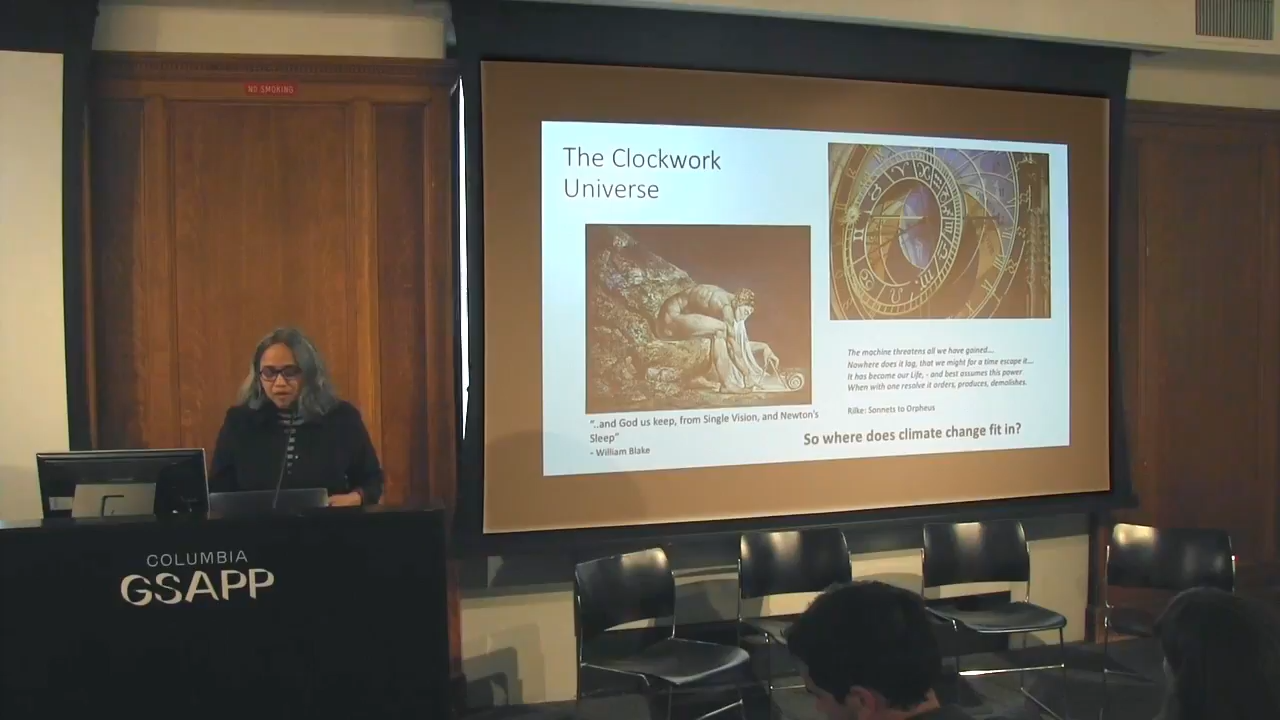 NO SMOKING
The Clockwork
Universe
"..and God us keep, from Single Vision, and Newton's
Sleep"
- William Blake
The machine threatens all we have gained...
Nowhere does it lag, that we might for a time escape it...
It has become our Life, - and best assumes this power
When with one resolve it orders, produces, demolishes.
Rilke: Sonnets to Orpheus
So where does climate change fit in?
COLUMBIA
GSAPP